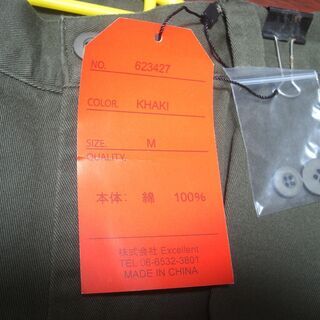 NO. 623427
COLOR. KHAKI
SIZE. M
QUALITY.
本体: 綿 100%
株式会社 Excellent
TEL 06-6532-3801
MADE IN CHINA